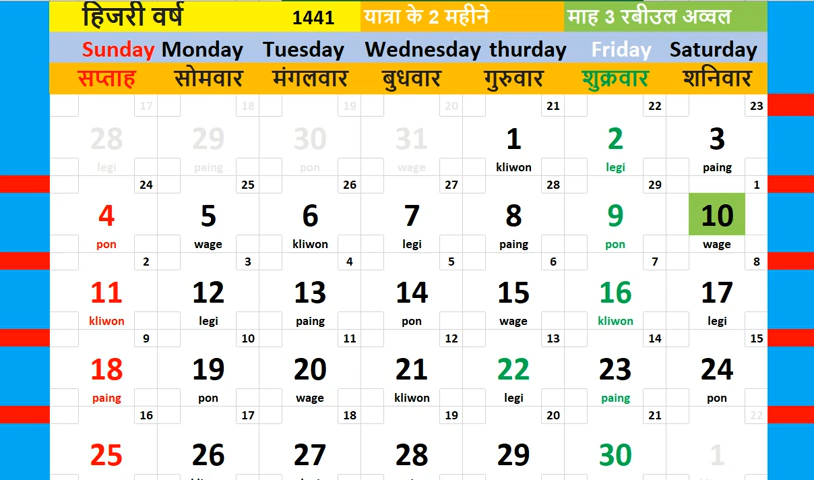 हिजरी वर्ष 1441 यात्रा के 2 महीने माह 3 रबीउल अव्वल
Sunday Monday Tuesday Wednesday thurday Friday Saturday
सप्ताह सोमवार मंगलवार बुधवार गुरुवार शुक्रवार शनिवार
17 18 19 20 21 22 23
28 29 30 31 1 2 3
legi paing pon wage kliwon legi paing
24 25 26 27 28 29 1
4 5 6 7 8 9 10
pon wage kliwon legi paing pon wage
2 3 4 5 6 7 8
11 12 13 14 15 16 17
kliwon legi paing pon wage kliwon legi
9 10 11 12 13 14 15
18 19 20 21 22 23 24
paing pon wage kliwon legi paing pon
16 17 18 19 20 21 22
25 26 27 28 29 30 1